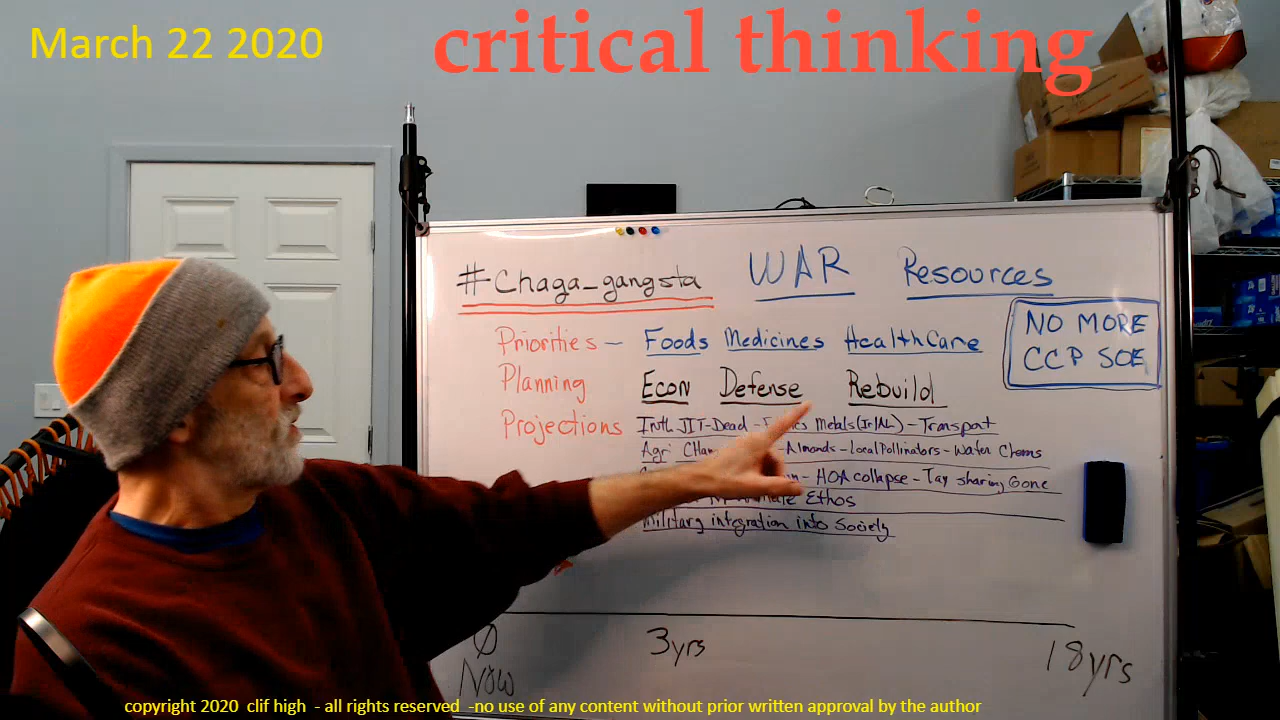 March 22 2020
critical thinking
#Chaga_gangsta WAR Resources
Priorities - Foods Medicines HealthCare
NO MORE
CCP SOE
Planning Econ Defense Rebuild
Projections Intl JIT-Dead - Metals (Ir/AL) - Transport
Agri - Almonds - Local Pollinators - Water Chems
- HOA collapse - Tax sharing Gone
Ethos
Military integration into Society
Ø 3yrs 18yrs
Now
copyright 2020 clif high - all rights reserved -no use of any content without prior written approval by the author